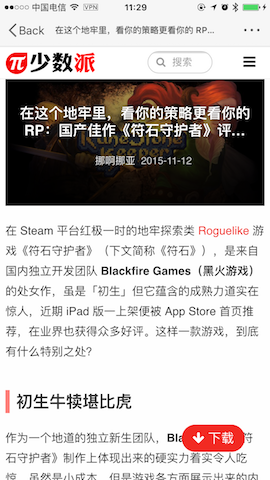 中国电信 VPN 11:29
Back 在这个地牢里，看你的策略更看你的 RP...
少数派 搜索
在这个地牢里，看你的策略更看你的
RP：国产佳作《符石守护者》评...
挪啊挪亚 2015-11-12
在 Steam 平台红极一时的地牢探索类 Roguelike 游
戏《符石守护者》（下文简称《符石》），是来自
国内独立开发团队 Blackfire Games（黑火游戏）
的处女作，虽是「初生」但它蕴含的成熟力道实在
惊人，近期 iPad 版一上架便被 App Store 首页推
荐，在业界也获得众多好评。这样一款游戏，到底
有什么特别之处？
初生牛犊堪比虎
作为一个地道的独立新生团队，Bla
下载
符石守护者》制作上体现出来的硬实力着实令人吃
惊。虽然是小成本，但是游戏各方面展示出来的内